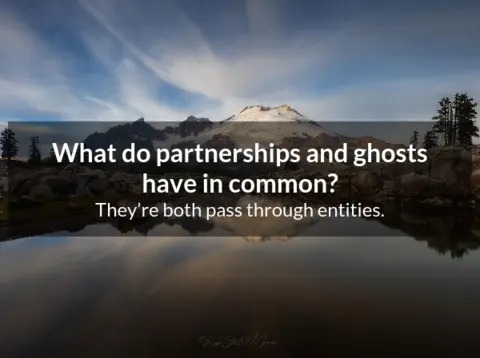 What do partnerships and ghosts
have in common?
They're both pass through entities.